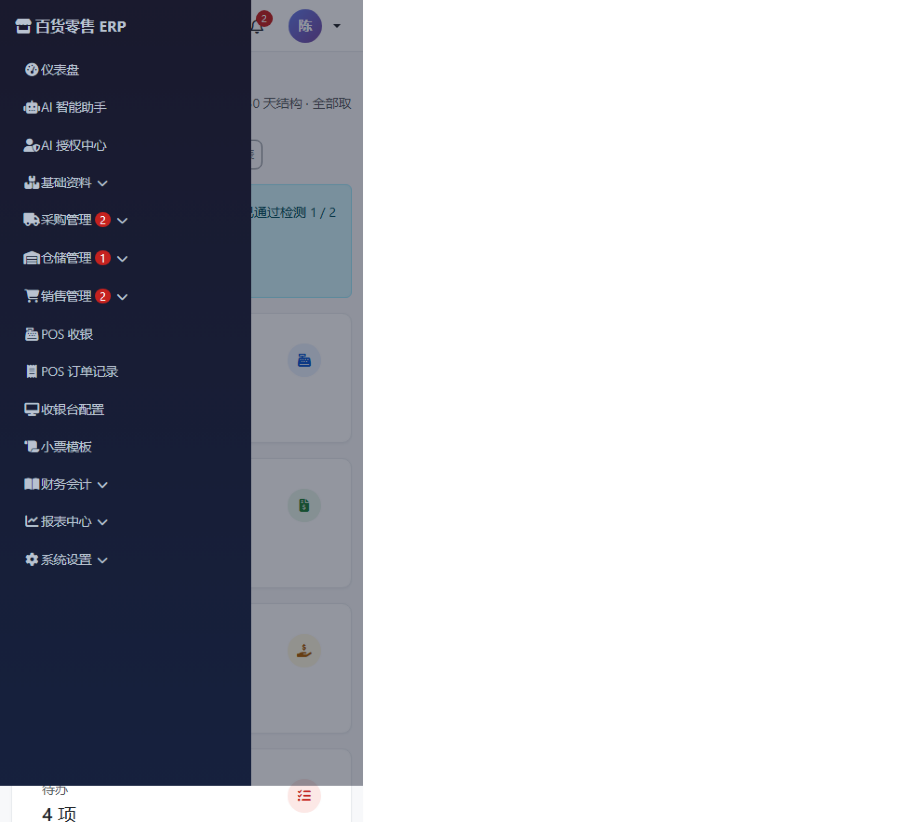 百货零售 ERP
2
陈
仪表盘
AI 智能助手
0 天结构 · 全部取
AI 授权中心
基础资料
采购管理 2
通过检测 1 / 2
仓储管理 1
销售管理 2
POS 收银
POS 订单记录
收银台配置
小票模板
财务会计
报表中心
系统设置
待办
4 项